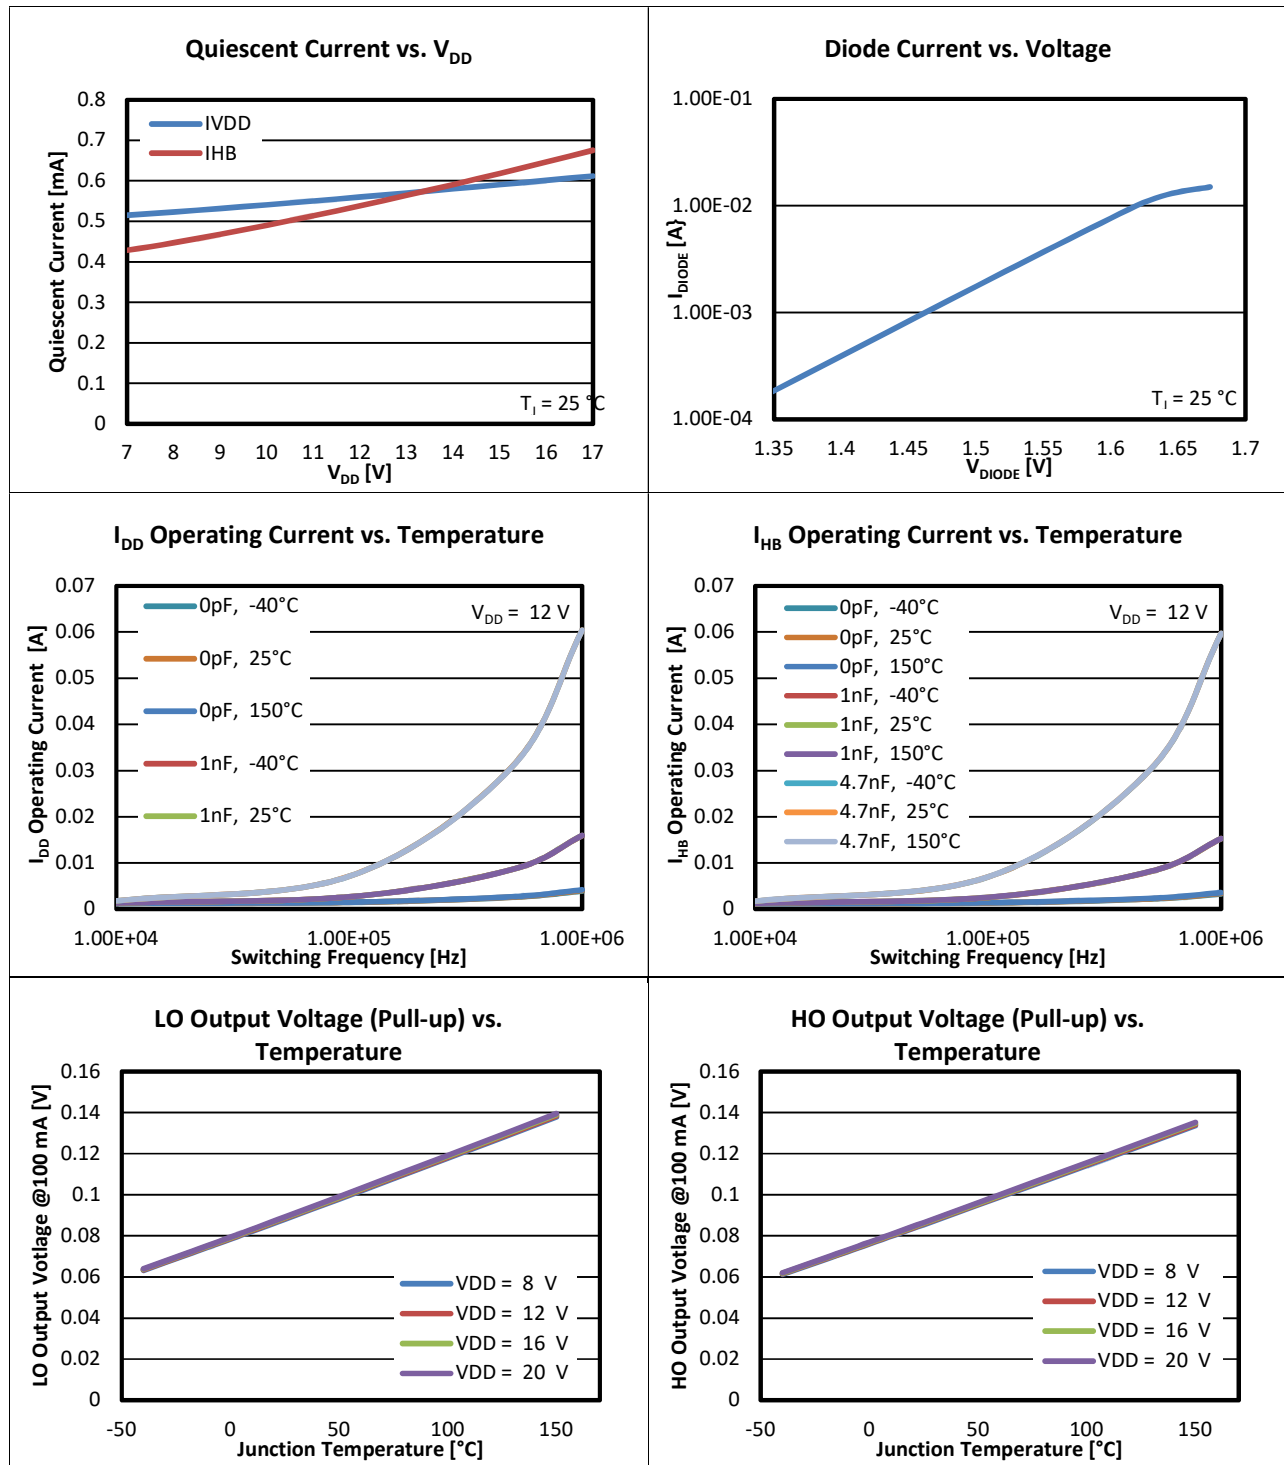 Quiescent Current vs. VDD
Quiescent Current [mA]
0.8
0.7
0.6
0.5
0.4
0.3
0.2
0.1
0
IVDD
IHB
TI = 25 °C
7 8 9 10 11 12 13 14 15 16 17
VDD [V]
Diode Current vs. Voltage
IDIODE [A}
1.00E-01
1.00E-02
1.00E-03
1.00E-04
TI = 25 °C
1.35 1.4 1.45 1.5 1.55 1.6 1.65 1.7
VDIODE [V]
IDD Operating Current vs. Temperature
IDD Operating Current [A]
0.07
0.06
0.05
0.04
0.03
0.02
0.01
0
0pF, -40°C
0pF, 25°C
0pF, 150°C
1nF, -40°C
1nF, 25°C
VDD = 12 V
1.00E+04 1.00E+05 1.00E+06
Switching Frequency [Hz]
IHB Operating Current vs. Temperature
IHB Operating Current [A]
0.07
0.06
0.05
0.04
0.03
0.02
0.01
0
0pF, -40°C
0pF, 25°C
0pF, 150°C
1nF, -40°C
1nF, 25°C
1nF, 150°C
4.7nF, -40°C
4.7nF, 25°C
4.7nF, 150°C
VDD = 12 V
1.00E+04 1.00E+05 1.00E+06
Switching Frequency [Hz]
LO Output Voltage (Pull-up) vs.
Temperature
LO Output Votlage @100 mA [V]
0.16
0.14
0.12
0.1
0.08
0.06
0.04
0.02
0
VDD = 8 V
VDD = 12 V
VDD = 16 V
VDD = 20 V
-50 0 50 100 150
Junction Temperature [°C]
HO Output Voltage (Pull-up) vs.
Temperature
HO Output Votlage @100 mA [V]
0.16
0.14
0.12
0.1
0.08
0.06
0.04
0.02
0
VDD = 8 V
VDD = 12 V
VDD = 16 V
VDD = 20 V
-50 0 50 100 150
Junction Temperature [°C]